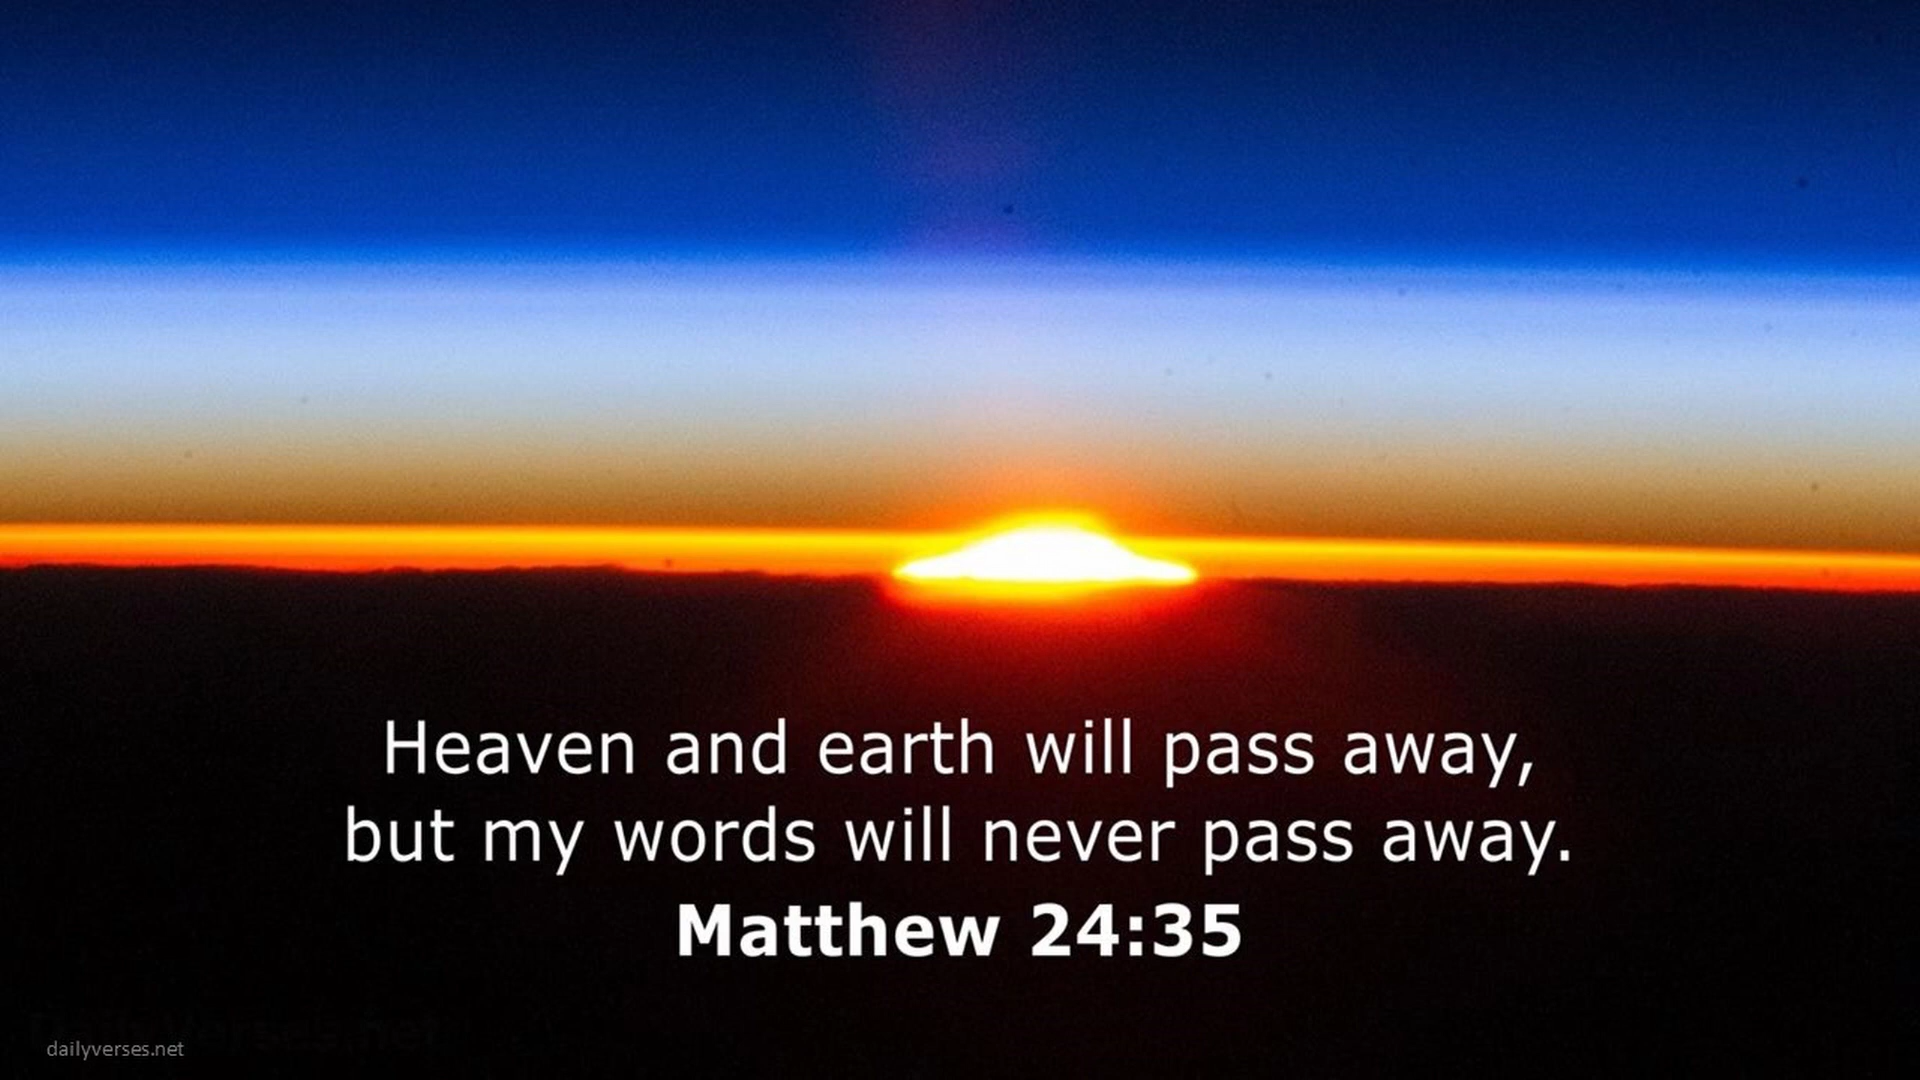 Heaven and earth will pass away,
but my words will never pass away.
Matthew 24:35
dailyverses.net